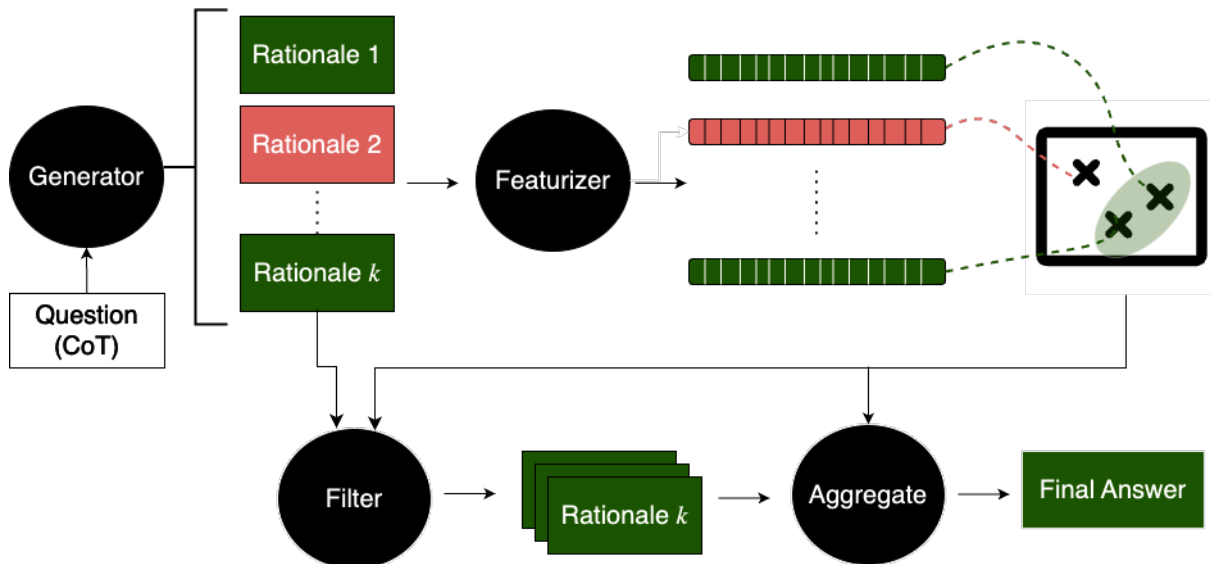 Rationale 1
Rationale 2
Generator
Featurizer
Rationale k
Question
(CoT)
Filter
Rationale k
Aggregate
Final Answer